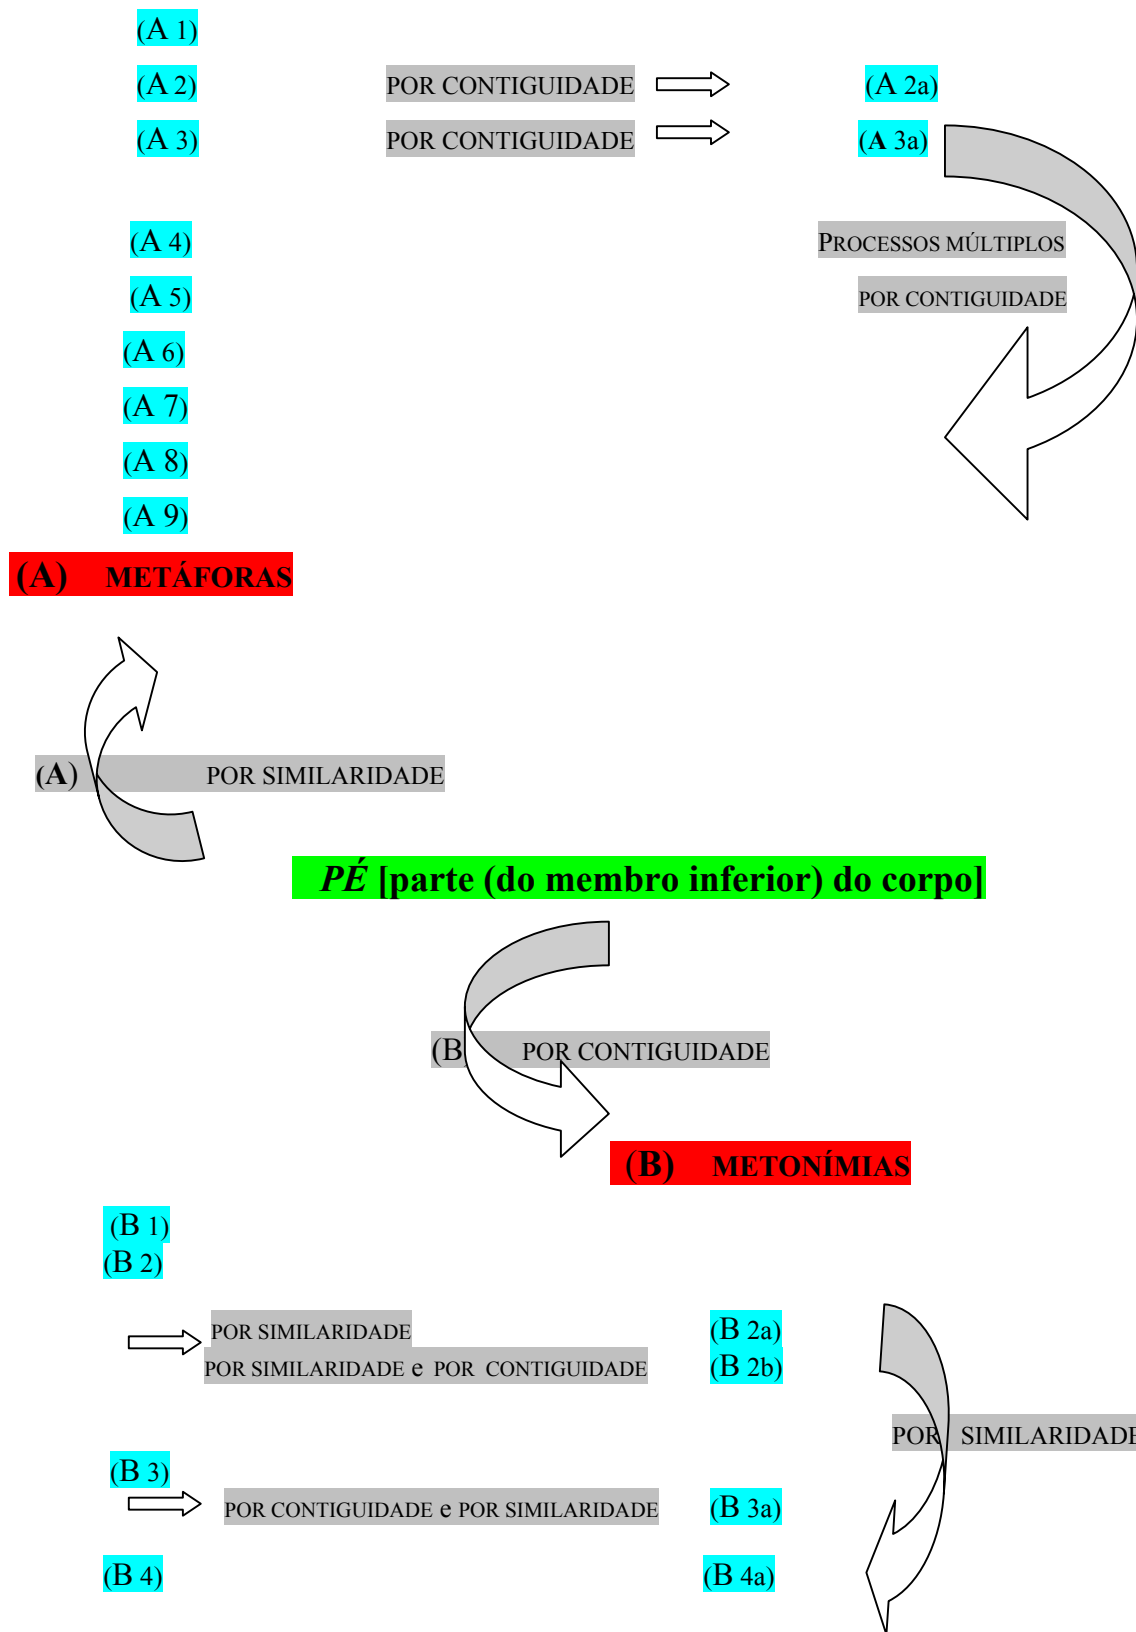 (A 1)
(A 2) POR CONTIGUIDADE (A 2a)
(A 3) POR CONTIGUIDADE (A 3a)
(A 4) PROCESSOS MÚLTIPLOS
(A 5) POR CONTIGUIDADE
(A 6)
(A 7)
(A 8)
(A 9)
(A) METÁFORAS
(A) POR SIMILARIDADE
PÉ [parte (do membro inferior) do corpo]
(B POR CONTIGUIDADE
(B) METONÍMIAS
(B 1)
(B 2)
POR SIMILARIDADE (B 2a)
POR SIMILARIDADE e POR CONTIGUIDADE (B 2b)
POR SIMILARIDADE
(B 3)
POR CONTIGUIDADE e POR SIMILARIDADE (B 3a)
(B 4) (B 4a)